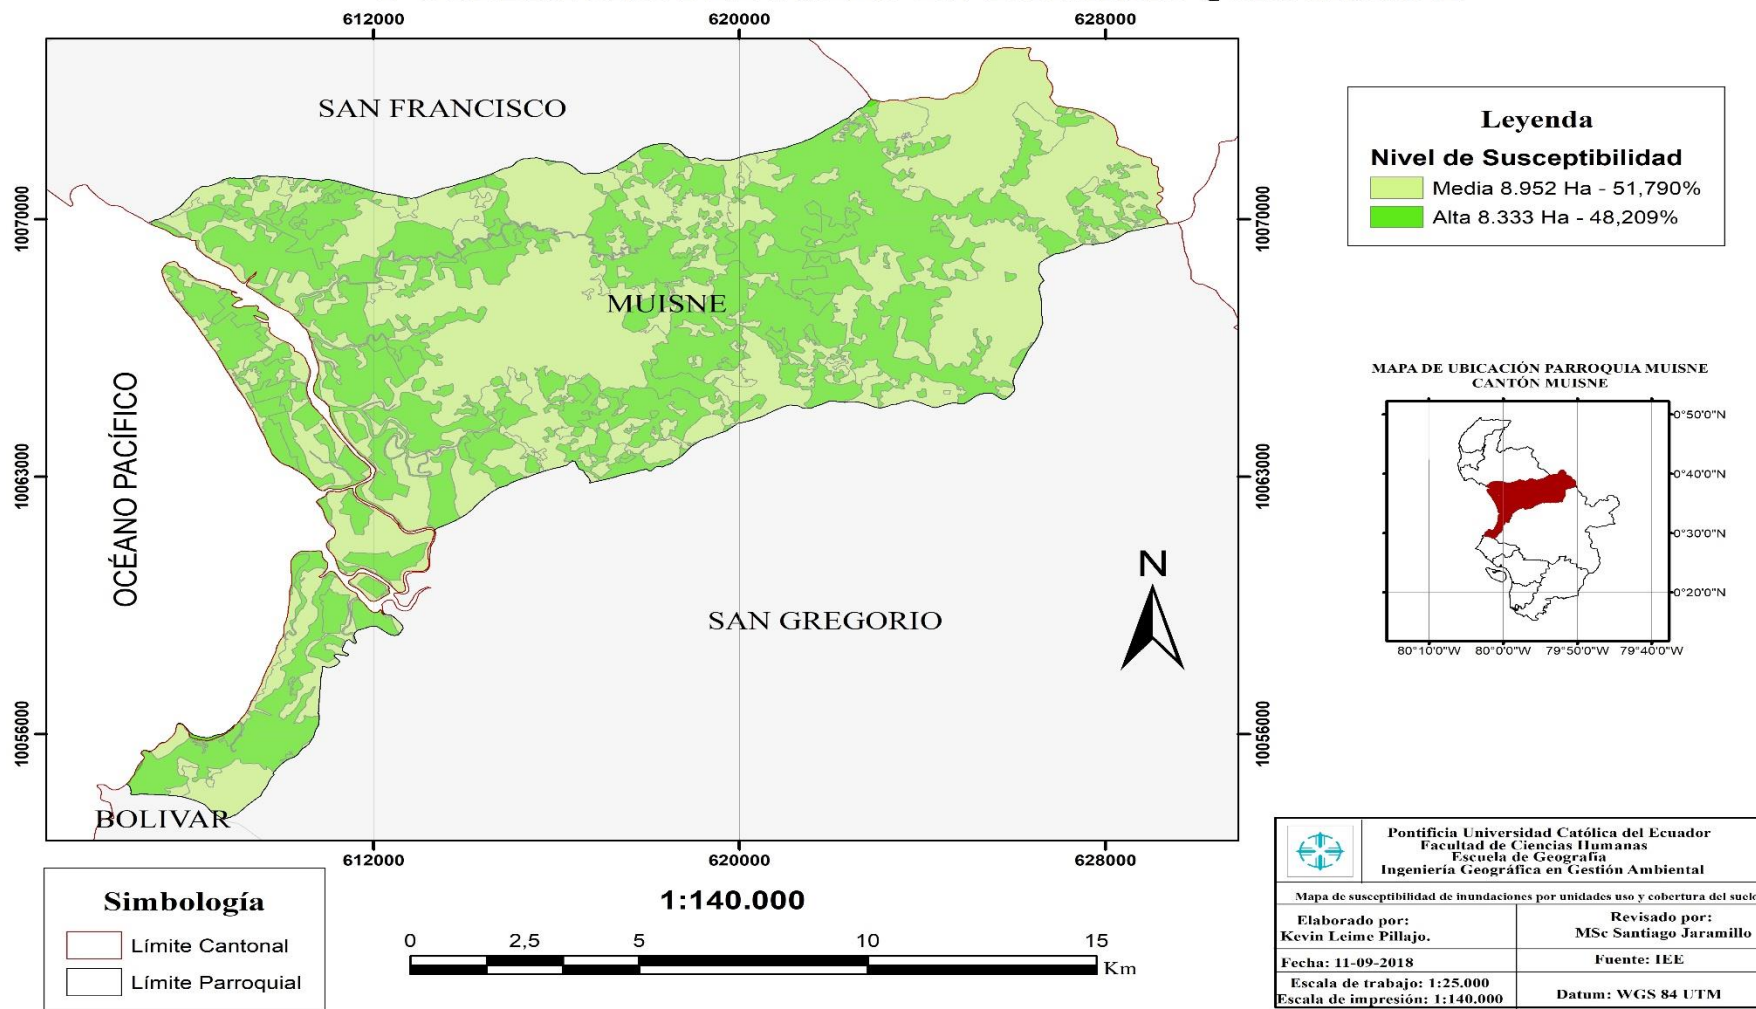 612000
620000
628000
SAN FRANCISCO
10070000
10070000
MUISNE
OCÉANO PACÍFICO
10063000
10063000
SAN GREGORIO
N
10056000
10056000
BOLIVAR
612000
620000
628000
Leyenda
Nivel de Susceptibilidad
Media 8.952 Ha - 51,790%
Alta 8.333 Ha - 48,209%
MAPA DE UBICACIÓN PARROQUIA MUISNE
CANTÓN MUISNE
0°50'0"N
0°40'0"N
0°30'0"N
0°20'0"N
80°10'0"W
80°0'0"W
79°50'0"W
79°40'0"W
Simbología
Límite Cantonal
Límite Parroquial
1:140.000
0
2,5
5
10
15
Km
Pontificia Universidad Católica del Ecuador
Facultad de Ciencias Humanas
Escuela de Geografía
Ingeniería Geográfica en Gestión Ambiental
Mapa de susceptibilidad de inundaciones por unidades uso y cobertura del suelo
Elaborado por:
Kevin Leime Pillajo.
Revisado por:
MSc Santiago Jaramillo
Fecha: 11-09-2018
Fuente: IEE
Escala de trabajo: 1:25.000
Escala de impresión: 1:140.000
Datum: WGS 84 UTM